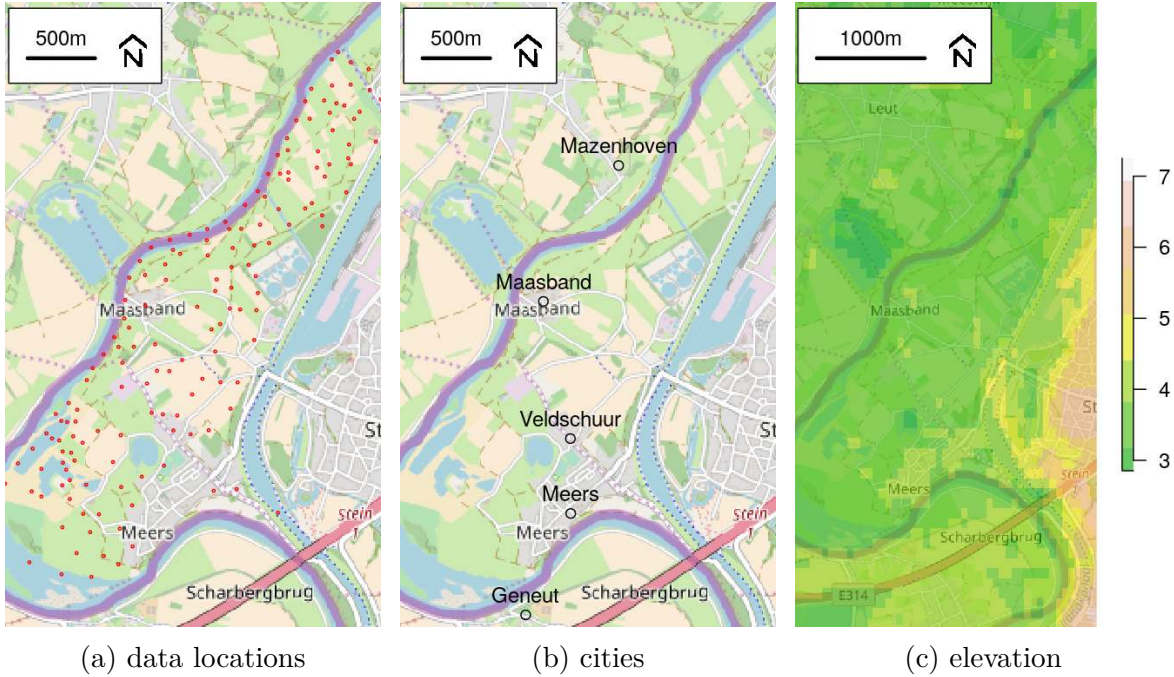 500m
N
Maasband
Meers
Scharbergbrug
Stein
St
(a) data locations
500m
N
Mazenhoven
Maasband
Maasband
Veldschuur
Meers
Meers
Geneut
Scharbergbrug
Stein
St
(b) cities
1000m
N
Leut
Maasband
Meers
Scharbergbrug
E314
St
(c) elevation
7
6
5
4
3